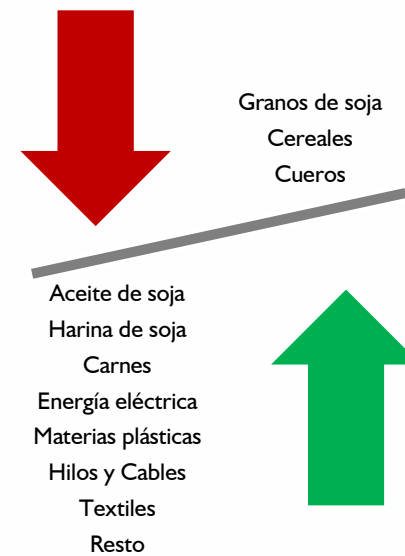 Granos de soja
Cereales
Cueros
Aceite de soja
Harina de soja
Carnes
Energía eléctrica
Materias plásticas
Hilos y Cables
Textiles
Resto